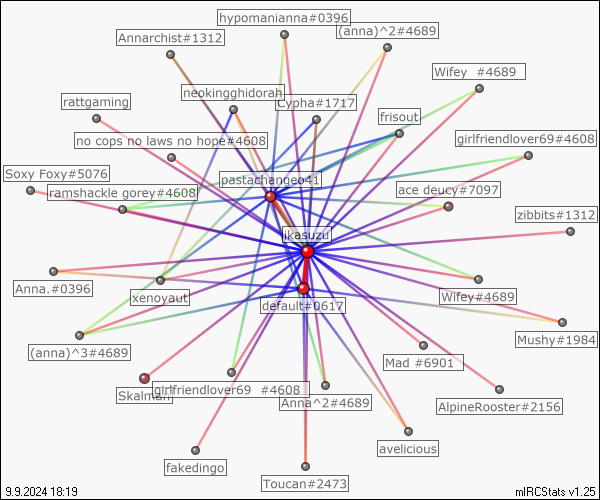 hypomanianna#0396
Annarchist#1312
(anna)^2#4689
Wifey #4689
neokingghidorah
rattgaming
Cypha#1717
frisout
no cops no laws no hope#4608
girlfriendlover69#4608
Soxy Foxy#5076
pastachangeo41
ramshackle gorey#4608
ace deucy#7097
zibbits#1312
ikasuzu
Anna.#0396
xenoyaut
Wifey#4689
default#0617
Mushy#1984
(anna)^3#4689
Mad #6901
Skalman
girlfriendlover69 #4608
Anna^2#4689
AlpineRooster#2156
avelicious
fakedingo
Toucan#2473
9.9.2024 18:19
mIRCStats v1.25